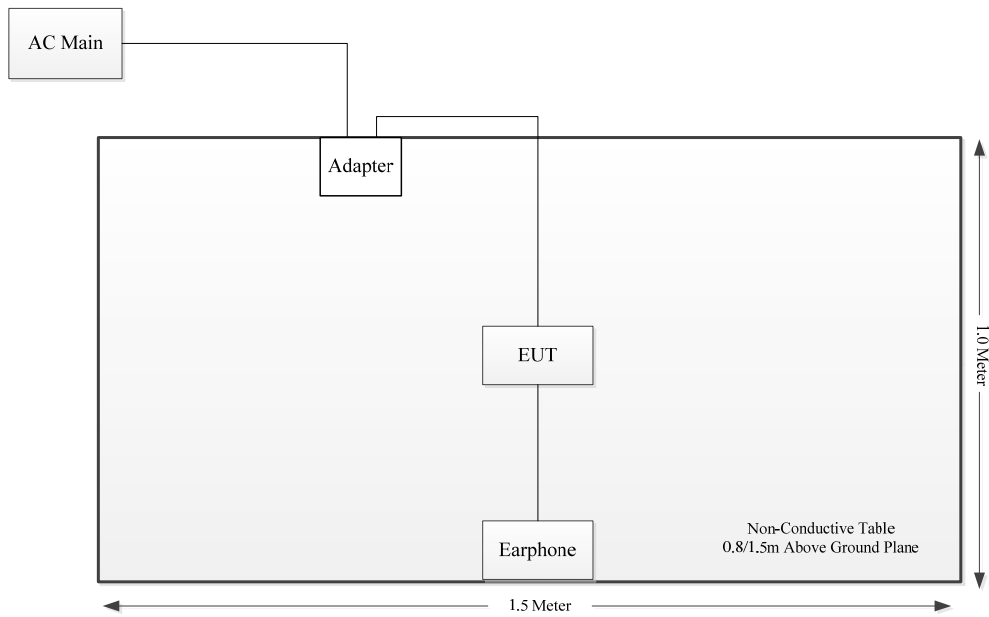 AC Main
Adapter
EUT
1.0 Meter
Non-Conductive Table
0.8/1.5m Above Ground Plane
Earphone
1.5 Meter